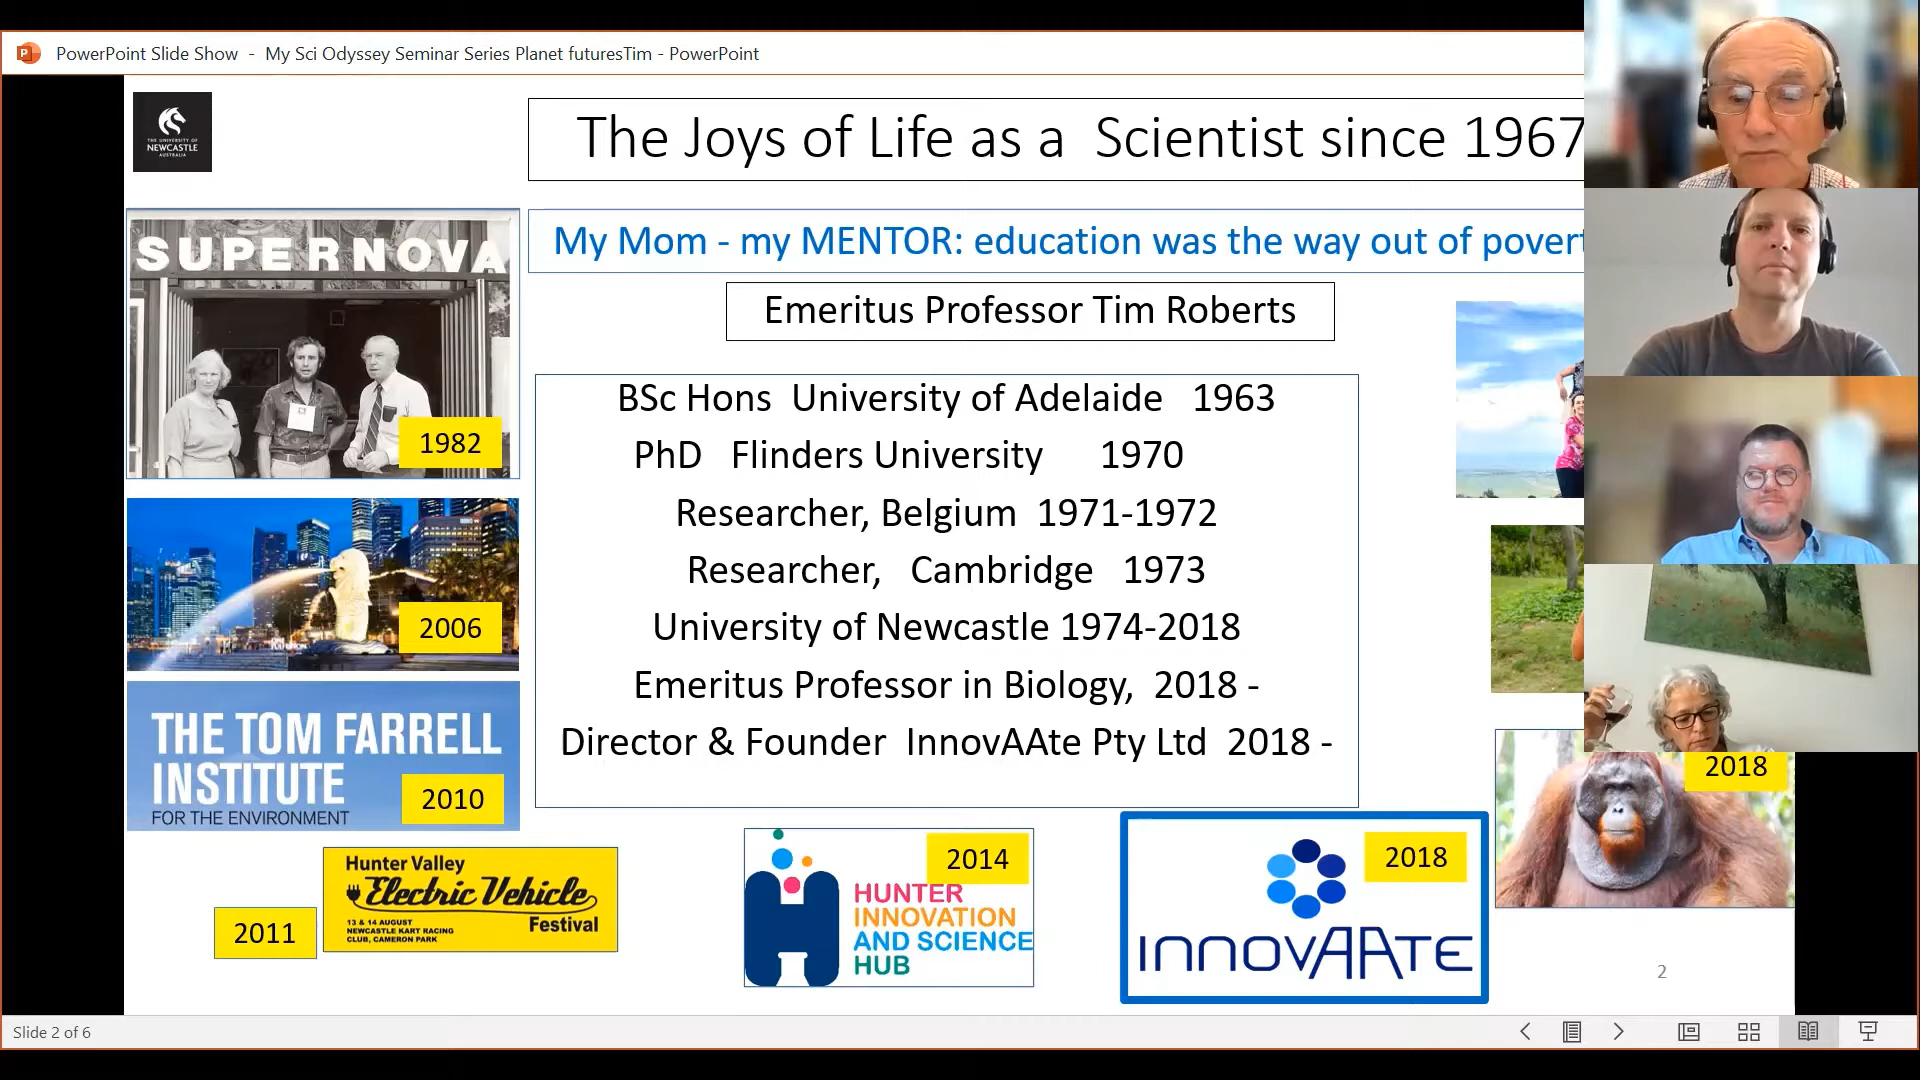 PowerPoint Slide Show - My Sci Odyssey Seminar Series Planet futuresTim - PowerPoint
THE UNIVERSITY OF
NEWCASTLE
AUSTRALIA
The Joys of Life as a Scientist since 1967
My Mom - my MENTOR: education was the way out of povert
Emeritus Professor Tim Roberts
SUPERNOVA
1982
BSc Hons University of Adelaide 1963
PhD Flinders University 1970
Researcher, Belgium 1971-1972
Researcher, Cambridge 1973
University of Newcastle 1974-2018
Emeritus Professor in Biology, 2018 -
Director & Founder InnovAAte Pty Ltd 2018 -
2006
THE TOM FARRELL
INSTITUTE
FOR THE ENVIRONMENT
2010
2018
2011
Hunter Valley
Electric Vehicle
Festival
13 & 14 AUGUST
NEWCASTLE KART RACING
CLUB, CAMERON PARK
2014
HUNTER
INNOVATION
AND SCIENCE
HUB
2018
INNOVAATE
2
Slide 2 of 6